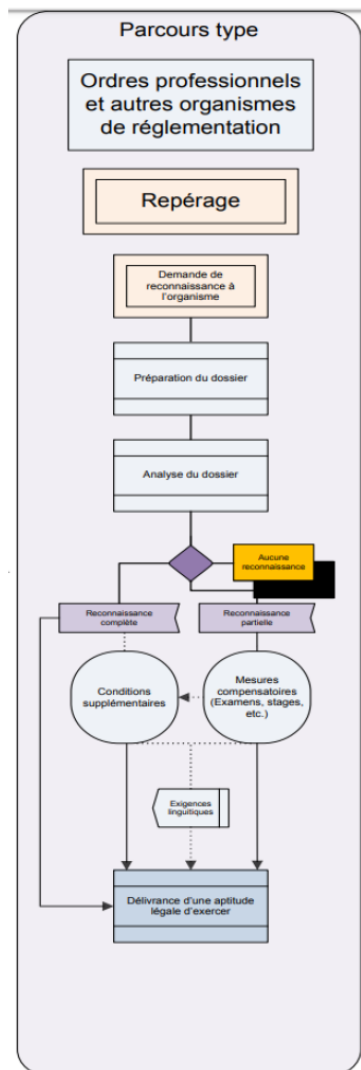 Parcours type
Ordres professionnels
et autres organismes
de réglementation
Repérage
Demande de
reconnaissance à
l'organisme
Préparation du dossier
Analyse du dossier
Aucune
reconnaissance
Reconnaissance
complète
Reconnaissance
partielle
Conditions
supplémentaires
Mesures
compensatoires
(Examens, stages,
etc.)
Exigences
linguitiques
Délivrance d'une aptitude
légale d'exercer